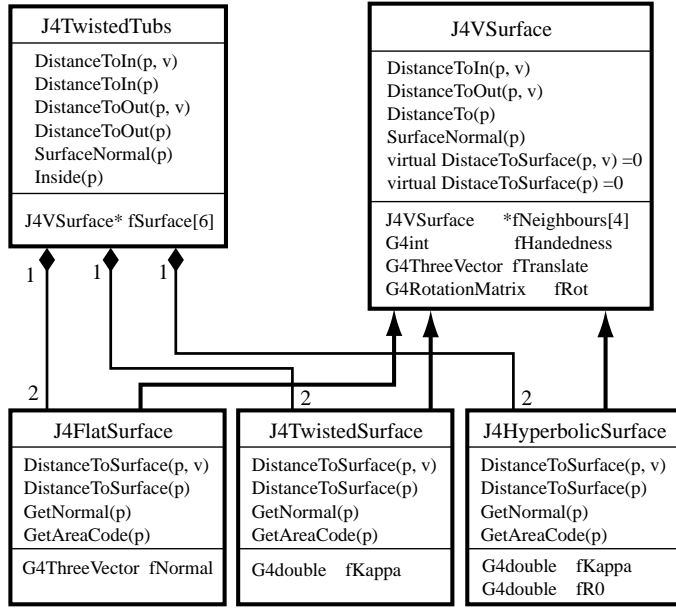 J4TwistedTubs
DistanceToIn(p, v)
DistanceToIn(p)
DistanceToOut(p, v)
DistanceToOut(p)
SurfaceNormal(p)
Inside(p)
J4VSurface* fSurface[6]
J4VSurface
DistanceToIn(p, v)
DistanceToOut(p, v)
DistanceTo(p)
SurfaceNormal(p)
virtual DistaceToSurface(p, v) =0
virtual DistaceToSurface(p) =0
J4VSurface *fNeighbours[4]
G4int fHandedness
G4ThreeVector fTranslate
G4RotationMatrix fRot
1 1 1
2 2 2
J4FlatSurface
DistanceToSurface(p, v)
DistanceToSurface(p)
GetNormal(p)
GetAreaCode(p)
G4ThreeVector fNormal
J4TwistedSurface
DistanceToSurface(p, v)
DistanceToSurface(p)
GetNormal(p)
GetAreaCode(p)
G4double fKappa
J4HyperbolicSurface
DistanceToSurface(p, v)
DistanceToSurface(p)
GetNormal(p)
GetAreaCode(p)
G4double fKappa
G4double fR0